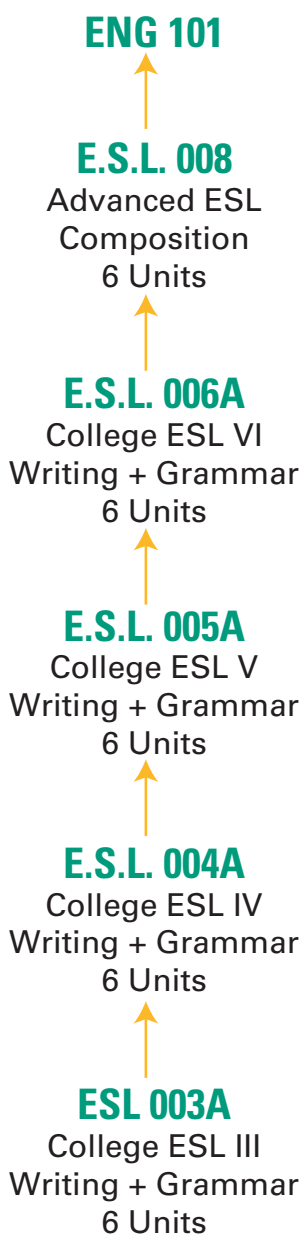 ENG 101
E.S.L. 008
Advanced ESL
Composition
6 Units
E.S.L. 006A
College ESL VI
Writing + Grammar
6 Units
E.S.L. 005A
College ESL V
Writing + Grammar
6 Units
E.S.L. 004A
College ESL IV
Writing + Grammar
6 Units
ESL 003A
College ESL III
Writing + Grammar
6 Units